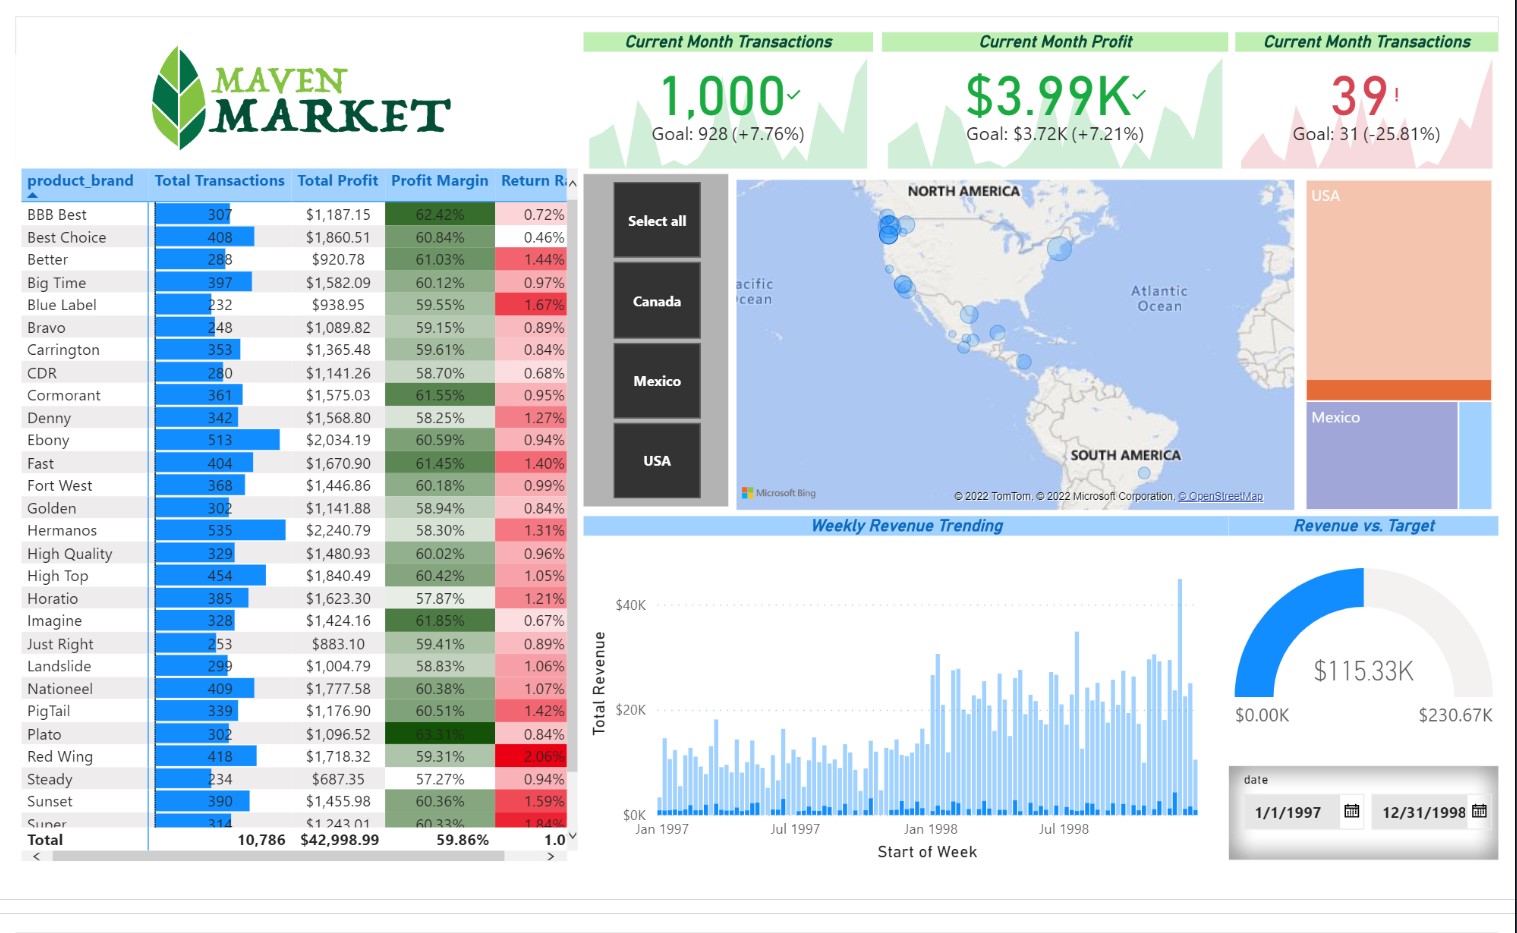 MAVEN
MARKET
Current Month Transactions
1,000
Goal: 928 (+7.76%)
Current Month Profit
$3.99K
Goal: $3.72K (+7.21%)
Current Month Transactions
39!
Goal: 31 (-25.81%)
product_brand Total Transactions Total Profit Profit Margin Return Ra
BBB Best 307 $1,187.15 62.42% 0.72%
Best Choice 408 $1,860.51 60.84% 0.46%
Better 288 $920.78 61.03% 1.44%
Big Time 397 $1,582.09 60.12% 0.97%
Blue Label 232 $938.95 59.55% 1.67%
Bravo 248 $1,089.82 59.15% 0.89%
Carrington 353 $1,365.48 59.61% 0.84%
CDR 280 $1,141.26 58.70% 0.68%
Cormorant 361 $1,575.03 61.55% 0.95%
Denny 342 $1,568.80 58.25% 1.27%
Ebony 513 $2,034.19 60.59% 0.94%
Fast 404 $1,670.90 61.45% 1.40%
Fort West 368 $1,446.86 60.18% 0.99%
Golden 302 $1,141.88 58.94% 0.84%
Hermanos 535 $2,240.79 58.30% 1.31%
High Quality 329 $1,480.93 60.02% 0.96%
High Top 454 $1,840.49 60.42% 1.05%
Horatio 385 $1,623.30 57.87% 1.21%
Imagine 328 $1,424.16 61.85% 0.67%
Just Right 253 $883.10 59.41% 0.89%
Landslide 299 $1,004.79 58.83% 1.06%
Nationeel 409 $1,777.58 60.38% 1.07%
PigTail 339 $1,176.90 60.51% 1.42%
Plato 302 $1,096.52 63.31% 0.84%
Red Wing 418 $1,718.32 59.31% 2.06%
Steady 234 $687.35 57.27% 0.94%
Sunset 390 $1,455.98 60.36% 1.59%
Super 314 $1,243.01 60.33% 1.84%
Total 10,786 $42,998.99 59.86% 1.0
Select all
Canada
Mexico
USA
NORTH AMERICA
acific
cean
Atlantic
Ocean
SOUTH AMERICA
Microsoft Bing
© 2022 TomTom, © 2022 Microsoft Corporation, © OpenStreetMap
USA
Mexico
Weekly Revenue Trending
Total Revenue
$40K
$20K
$0K
Jan 1997 Jul 1997 Jan 1998 Jul 1998
Start of Week
Revenue vs. Target
$115.33K
$0.00K $230.67K
date
1/1/1997 12/31/1998